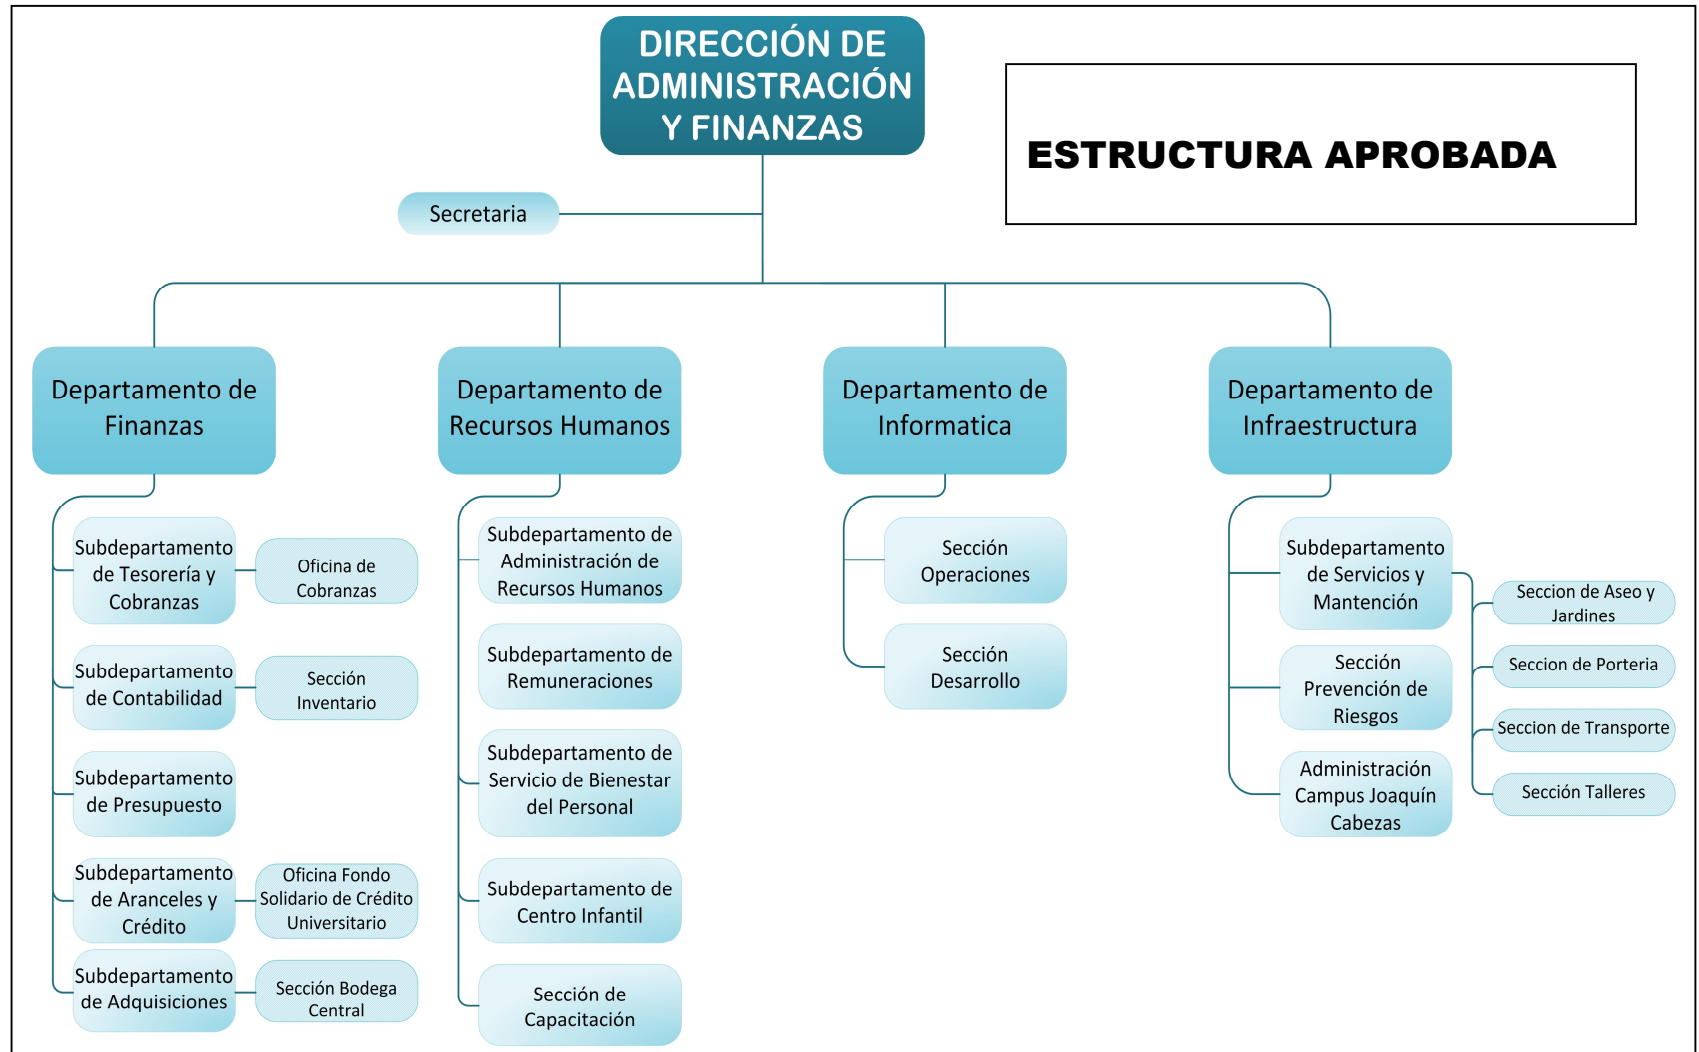 DIRECCIÓN DE
ADMINISTRACIÓN
Y FINANZAS
ESTRUCTURA APROBADA
Secretaria
Departamento de
Finanzas
Departamento de
Recursos Humanos
Departamento de
Informatica
Departamento de
Infraestructura
Subdepartamento
de Tesorería y
Cobranzas
Oficina de
Cobranzas
Subdepartamento
de Contabilidad
Sección
Inventario
Subdepartamento
de Presupuesto
Subdepartamento
de Aranceles y
Crédito
Oficina Fondo
Solidario de Crédito
Universitario
Subdepartamento
de Adquisiciones
Sección Bodega
Central
Subdepartamento de
Administración de
Recursos Humanos
Subdepartamento de
Remuneraciones
Subdepartamento de
Servicio de Bienestar
del Personal
Subdepartamento de
Centro Infantil
Sección de
Capacitación
Sección
Operaciones
Sección
Desarrollo
Subdepartamento
de Servicios y
Mantención
Sección
Prevención de
Riesgos
Administración
Campus Joaquín
Cabezas
Seccion de Aseo y
Jardines
Seccion de Porteria
Seccion de Transporte
Sección Talleres